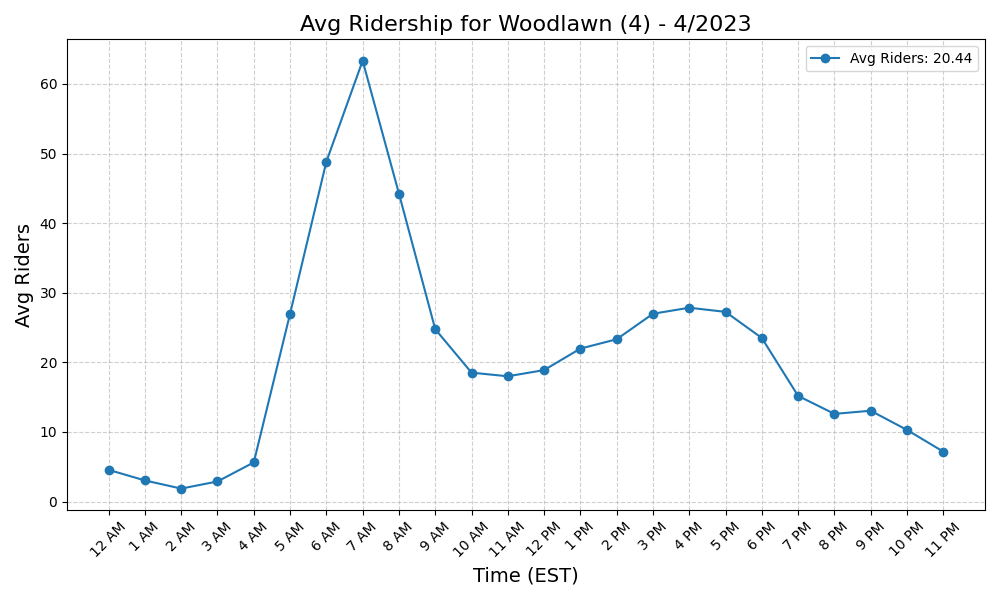 Avg Ridership for Woodlawn (4) - 4/2023
Avg Riders: 20.44
Avg Riders
60
50
40
30
20
10
0
12 AM
1 AM
2 AM
3 AM
4 AM
5 AM
6 AM
7 AM
8 AM
9 AM
10 AM
11 AM
12 PM
1 PM
2 PM
3 PM
4 PM
5 PM
6 PM
7 PM
8 PM
9 PM
10 PM
11 PM
Time (EST)